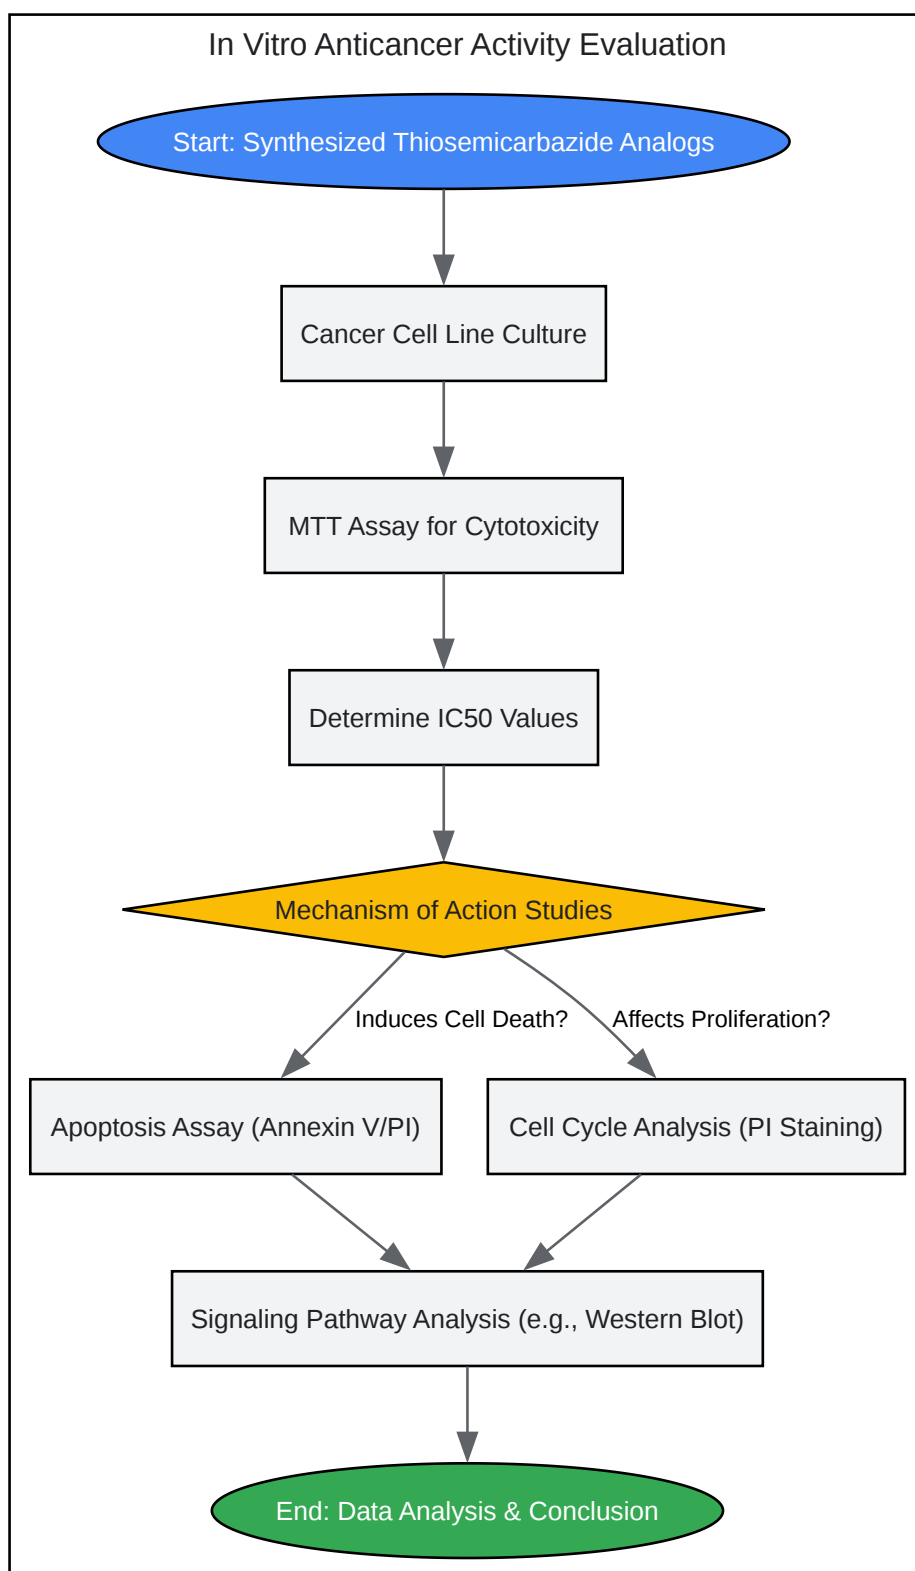 In Vitro Anticancer Activity Evaluation
Start: Synthesized Thiosemicarbazide Analogs
Cancer Cell Line Culture
MTT Assay for Cytotoxicity
Determine IC50 Values
Mechanism of Action Studies
Induces Cell Death?
Affects Proliferation?
Apoptosis Assay (Annexin V/PI)
Cell Cycle Analysis (PI Staining)
Signaling Pathway Analysis (e.g., Western Blot)
End: Data Analysis & Conclusion